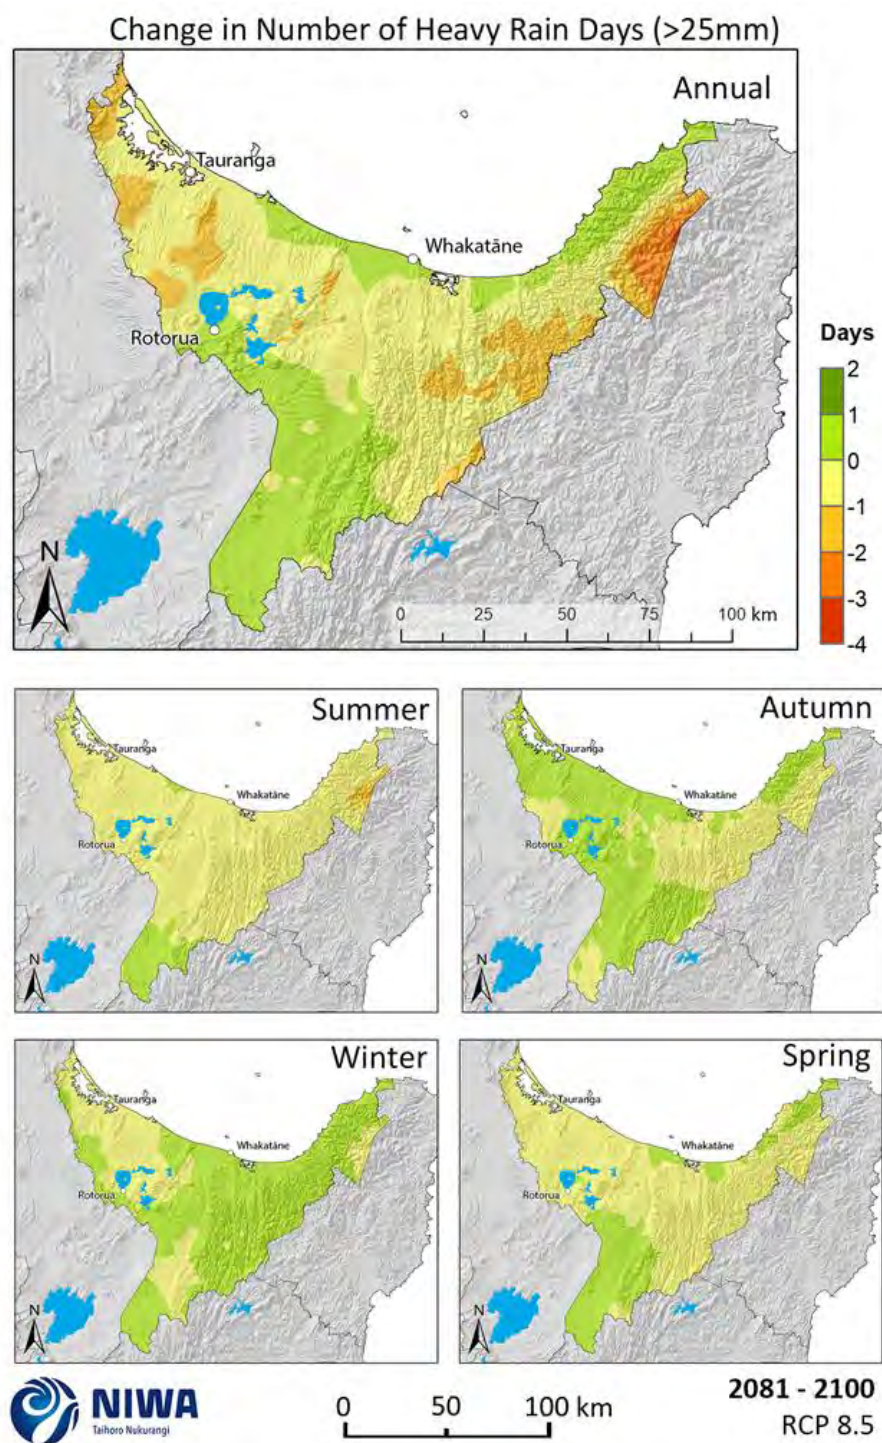 Change in Number of Heavy Rain Days (>25mm)
Annual
Tauranga
Whakatāne
Rotorua
Days
2
1
0
-1
-2
-3
-4
N
0 25 50 75 100 km
Summer
Tauranga
Whakatāne
Rotorua
N
Autumn
Tauranga
Whakatāne
Rotorua
N
Winter
Tauranga
Whakatāne
Rotorua
N
Spring
Tauranga
Whakatāne
Rotorua
N
NIWA
Taihoro Nukurangi
0 50 100 km
2081 - 2100
RCP 8.5